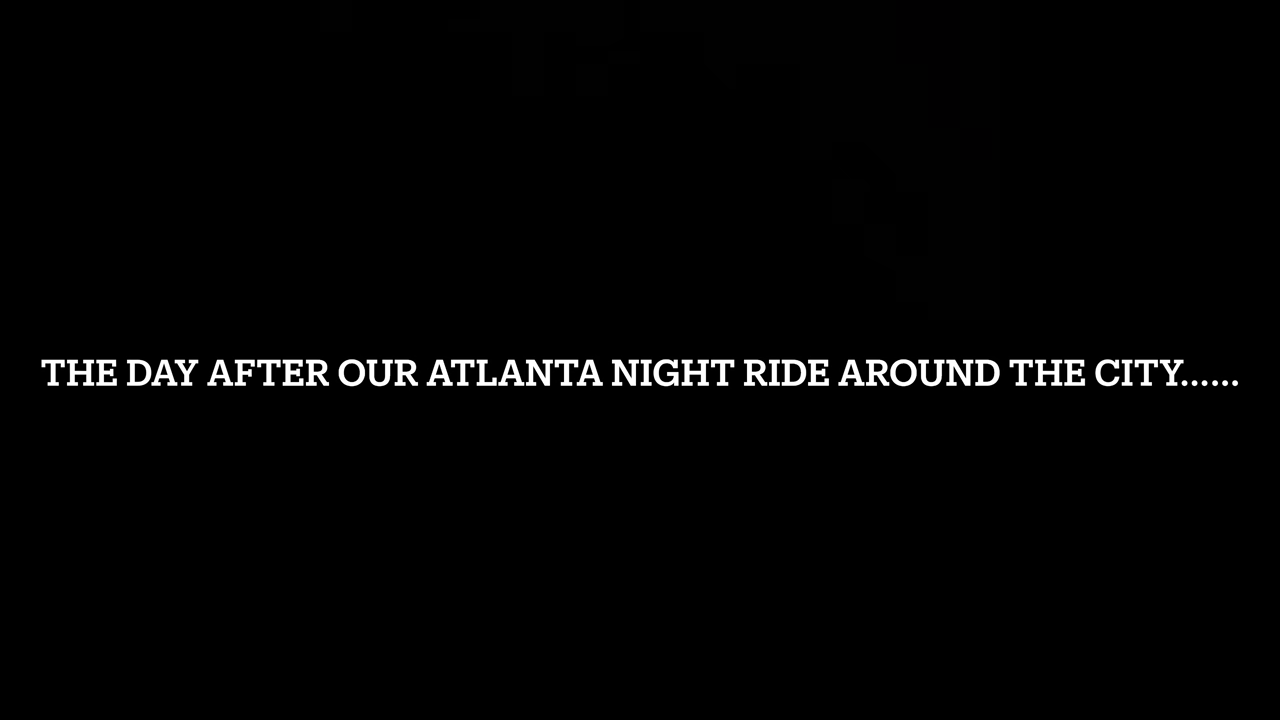 THE DAY AFTER OUR ATLANTA NIGHT RIDE AROUND THE CITY......